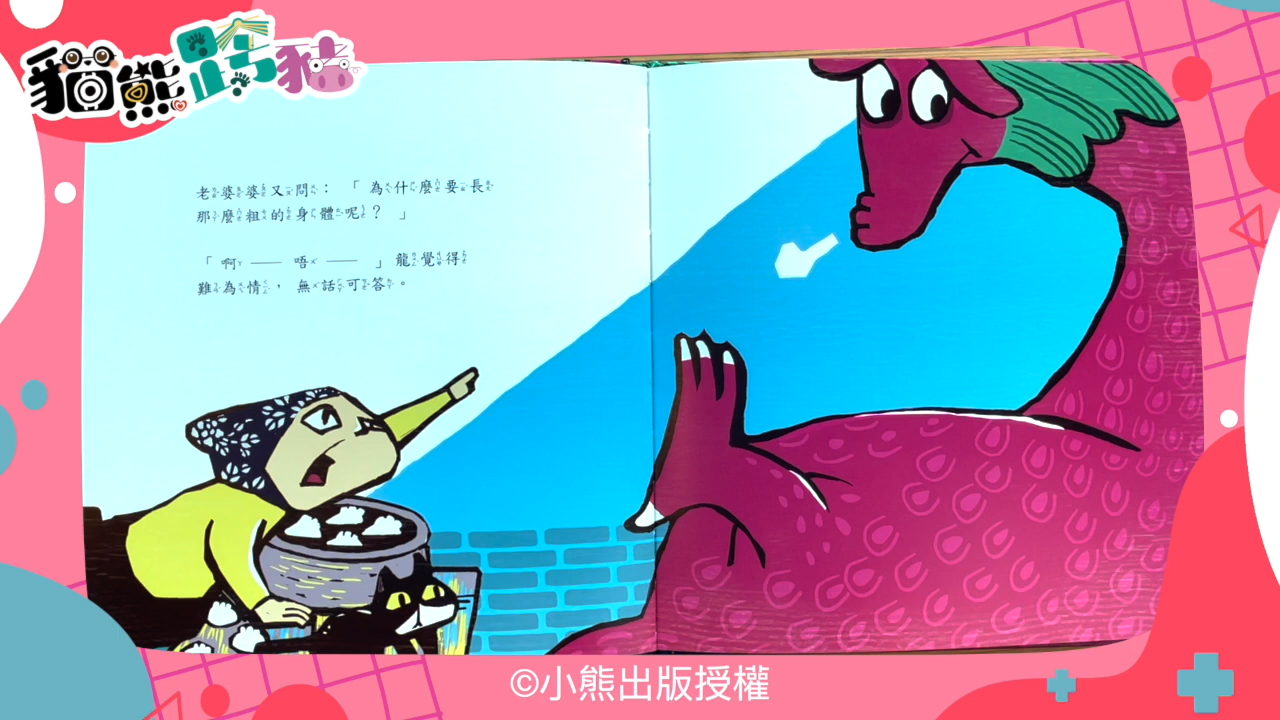 貓熊跨豬
老婆婆又問：「為什麼要長
那麼粗的身體呢？」
「啊——唔——」龍覺得
難為情，無話可答。
©小熊出版授權